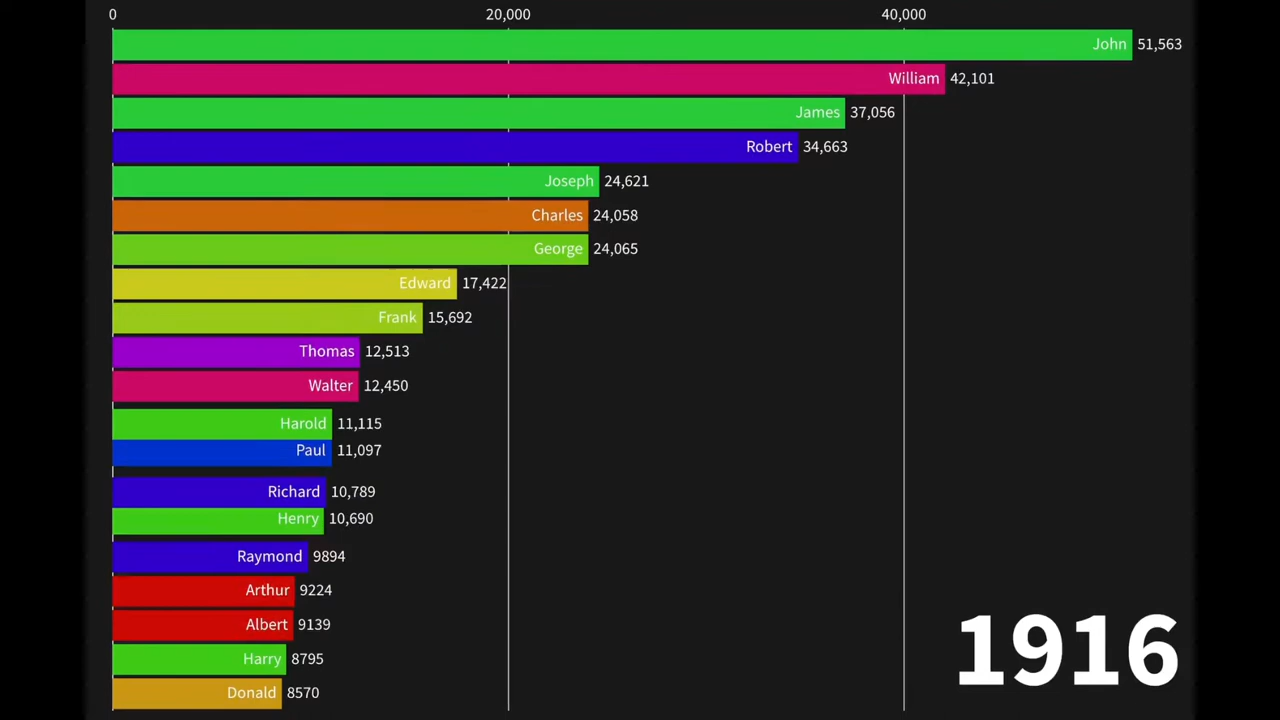 0 20,000 40,000
John 51,563
William 42,101
James 37,056
Robert 34,663
Joseph 24,621
Charles 24,058
George 24,065
Edward 17,422
Frank 15,692
Thomas 12,513
Walter 12,450
Harold 11,115
Paul 11,097
Richard 10,789
Henry 10,690
Raymond 9894
Arthur 9224
Albert 9139
Harry 8795
Donald 8570
1916